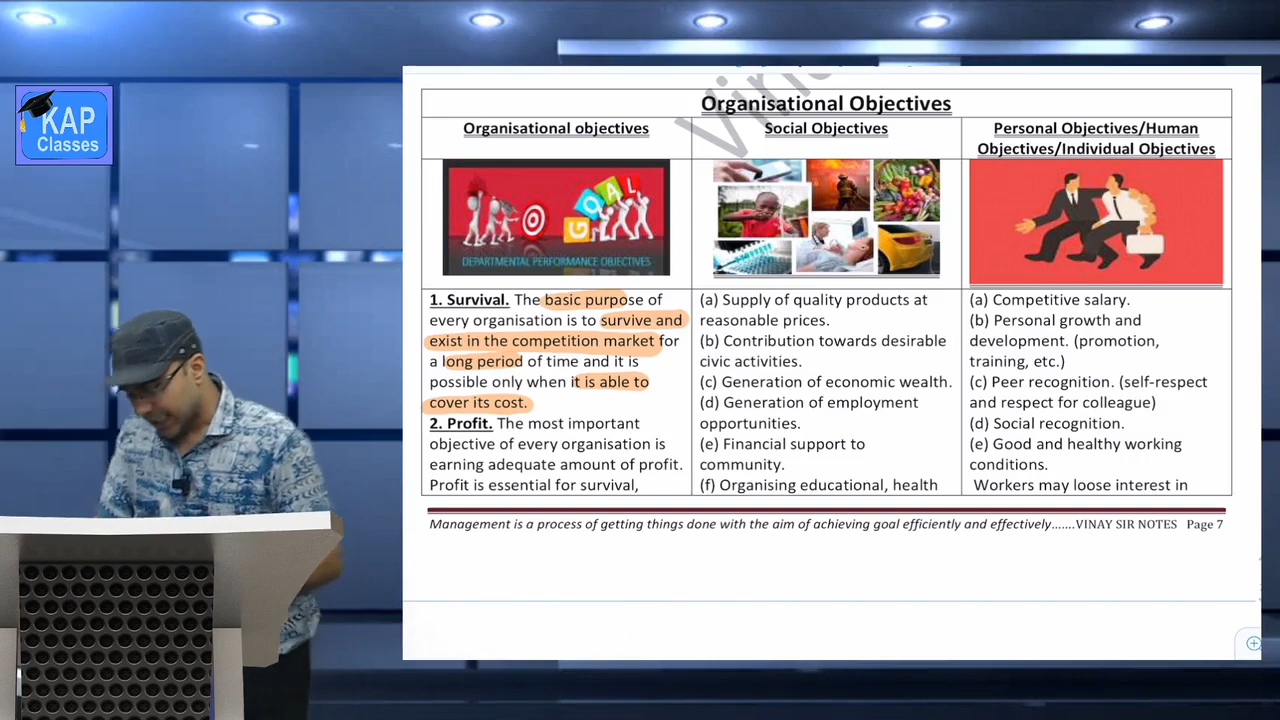 KAP
Classes
Organisational Objectives
Organisational objectives
Social Objectives
Personal Objectives/Human
Objectives/Individual Objectives
GOAL
DEPARTMENTAL PERFORMANCE OBJECTIVES
1. Survival. The basic purpose of
every organisation is to survive and
exist in the competition market for
a long period of time and it is
possible only when it is able to
cover its cost.
2. Profit. The most important
objective of every organisation is
earning adequate amount of profit.
Profit is essential for survival,
(a) Supply of quality products at
reasonable prices.
(b) Contribution towards desirable
civic activities.
(c) Generation of economic wealth.
(d) Generation of employment
opportunities.
(e) Financial support to
community.
(f) Organising educational, health
(a) Competitive salary.
(b) Personal growth and
development. (promotion,
training, etc.)
(c) Peer recognition. (self-respect
and respect for colleague)
(d) Social recognition.
(e) Good and healthy working
conditions.
Workers may loose interest in
Management is a process of getting things done with the aim of achieving goal efficiently and effectively.......VINAY SIR NOTES Page 7